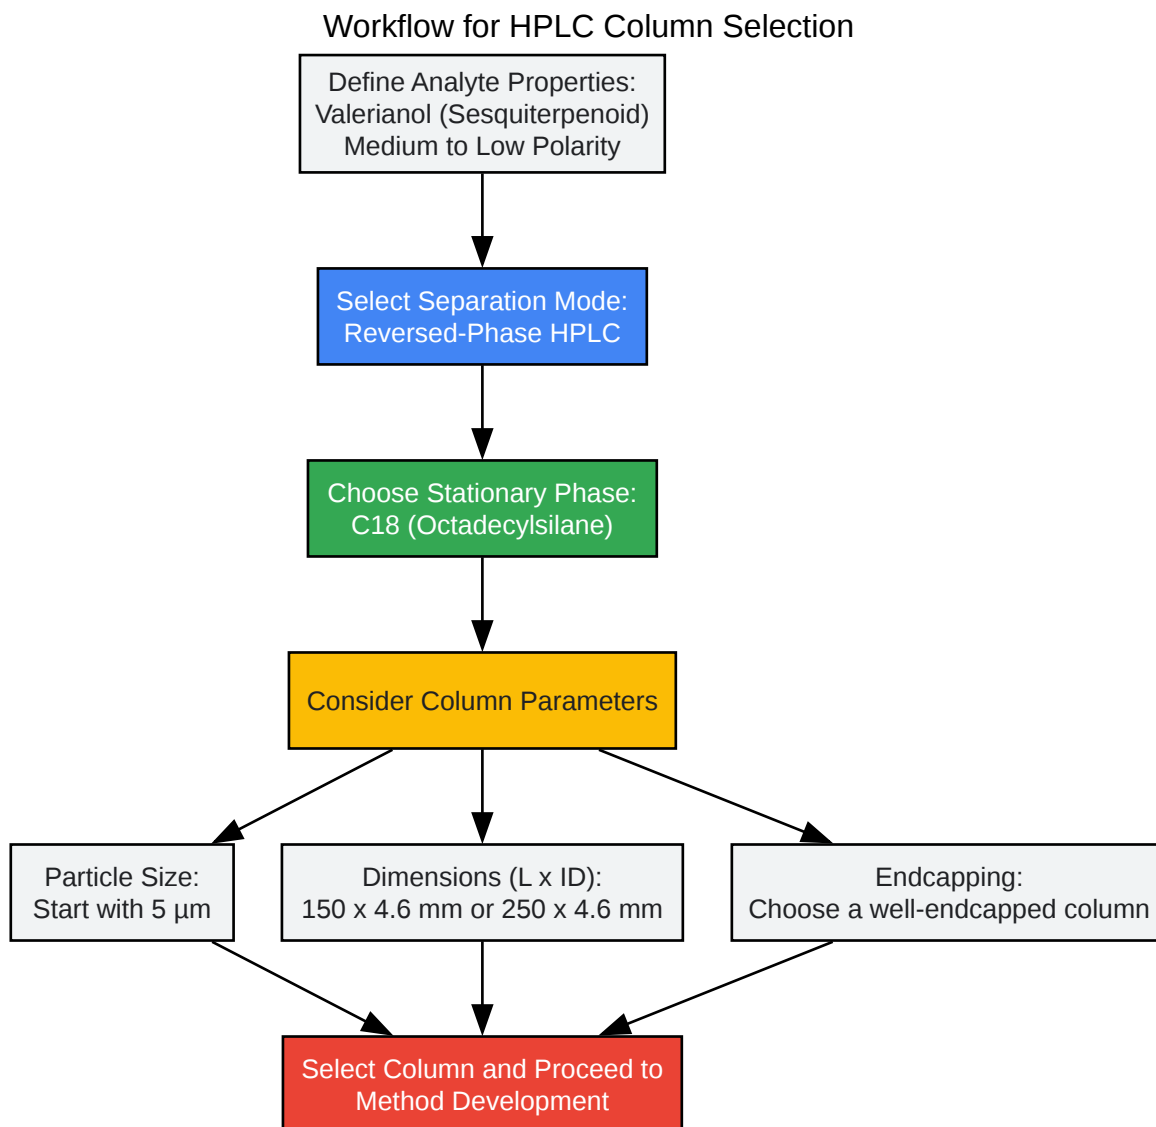 Workflow for HPLC Column Selection
Define Analyte Properties:
Valerianol (Sesquiterpenoid)
Medium to Low Polarity
Select Separation Mode:
Reversed-Phase HPLC
Choose Stationary Phase:
C18 (Octadecylsilane)
Consider Column Parameters
Particle Size:
Start with 5 µm
Dimensions (L x ID):
150 x 4.6 mm or 250 x 4.6 mm
Endcapping:
Choose a well-endcapped column
Select Column and Proceed to
Method Development